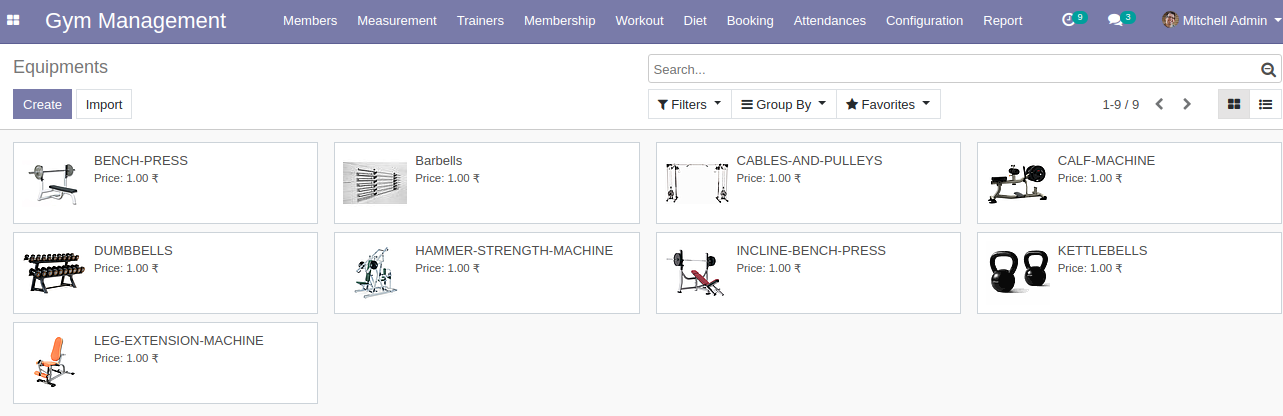 Gym Management Members Measurement Trainers Membership Workout Diet Booking Attendances Configuration Report 9 3 Mitchell Admin
Equipments Search...
Create Import Filters Group By Favorites 1-9 / 9
BENCH-PRESS
Price: 1.00 ₹
Barbells
Price: 1.00 ₹
CABLES-AND-PULLEYS
Price: 1.00 ₹
CALF-MACHINE
Price: 1.00 ₹
DUMBBELLS
Price: 1.00 ₹
HAMMER-STRENGTH-MACHINE
Price: 1.00 ₹
INCLINE-BENCH-PRESS
Price: 1.00 ₹
KETTLEBELLS
Price: 1.00 ₹
LEG-EXTENSION-MACHINE
Price: 1.00 ₹